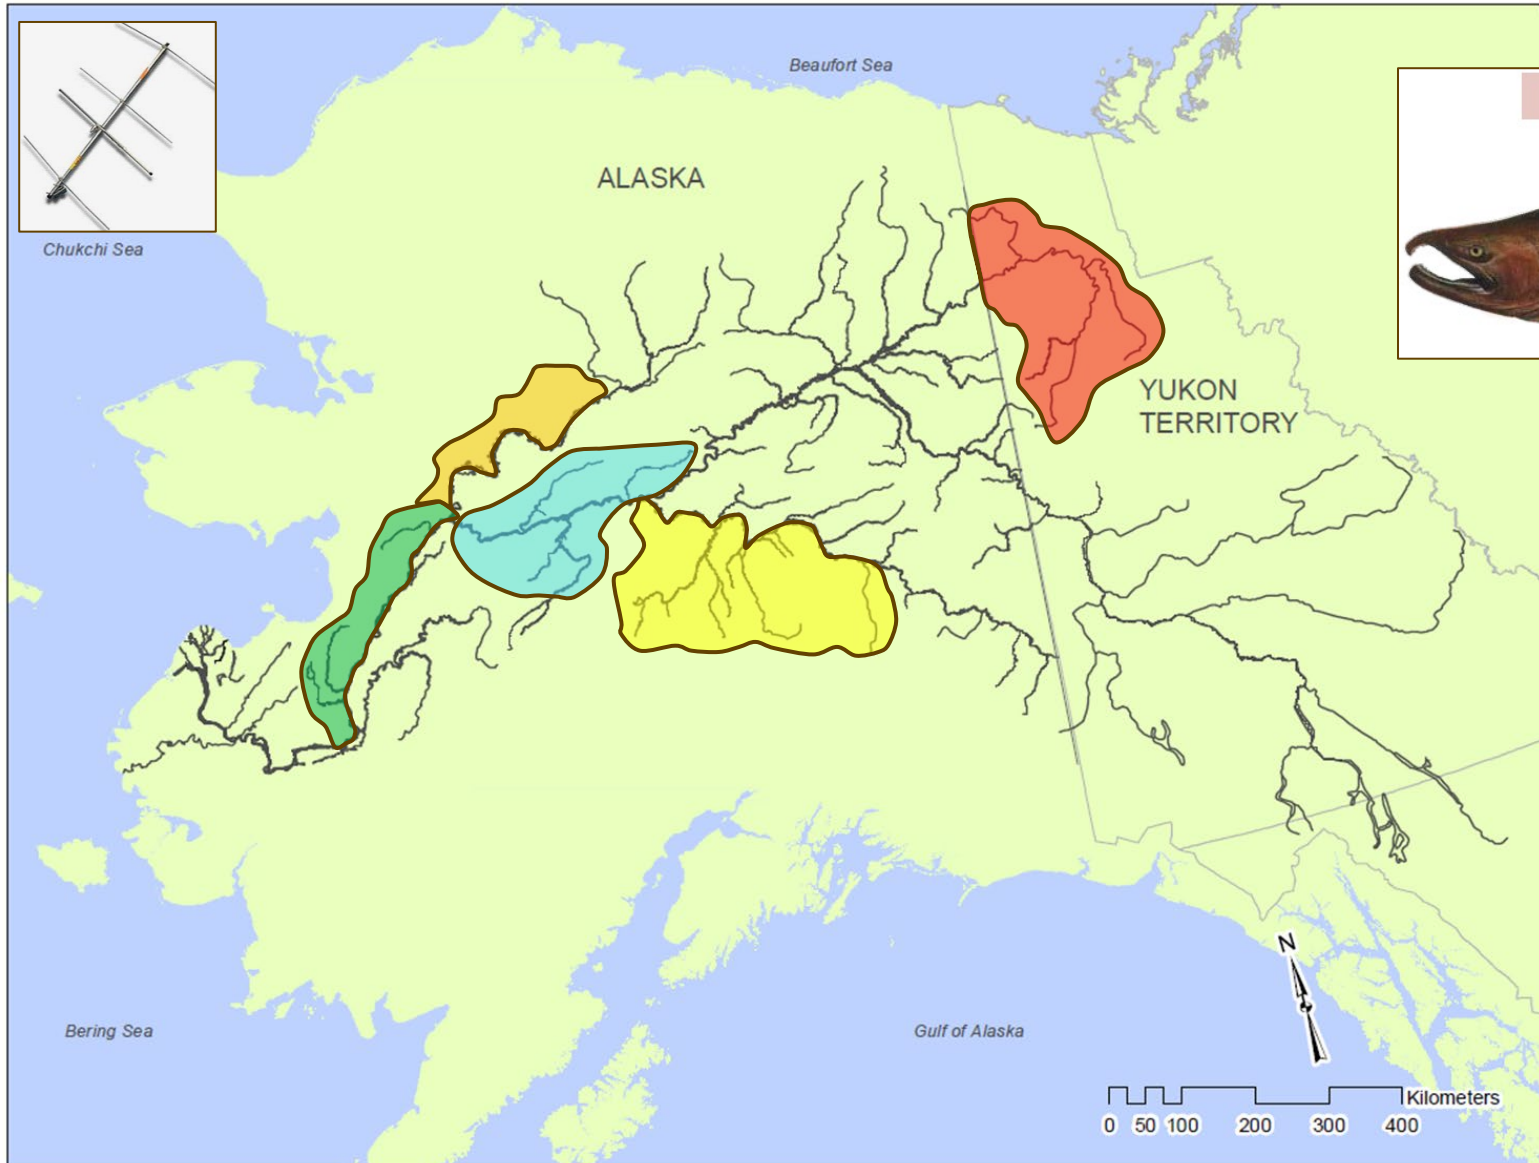 Beaufort Sea
ALASKA
Chukchi Sea
YUKON
TERRITORY
N
Bering Sea
Gulf of Alaska
Kilometers
0 50 100 200 300 400